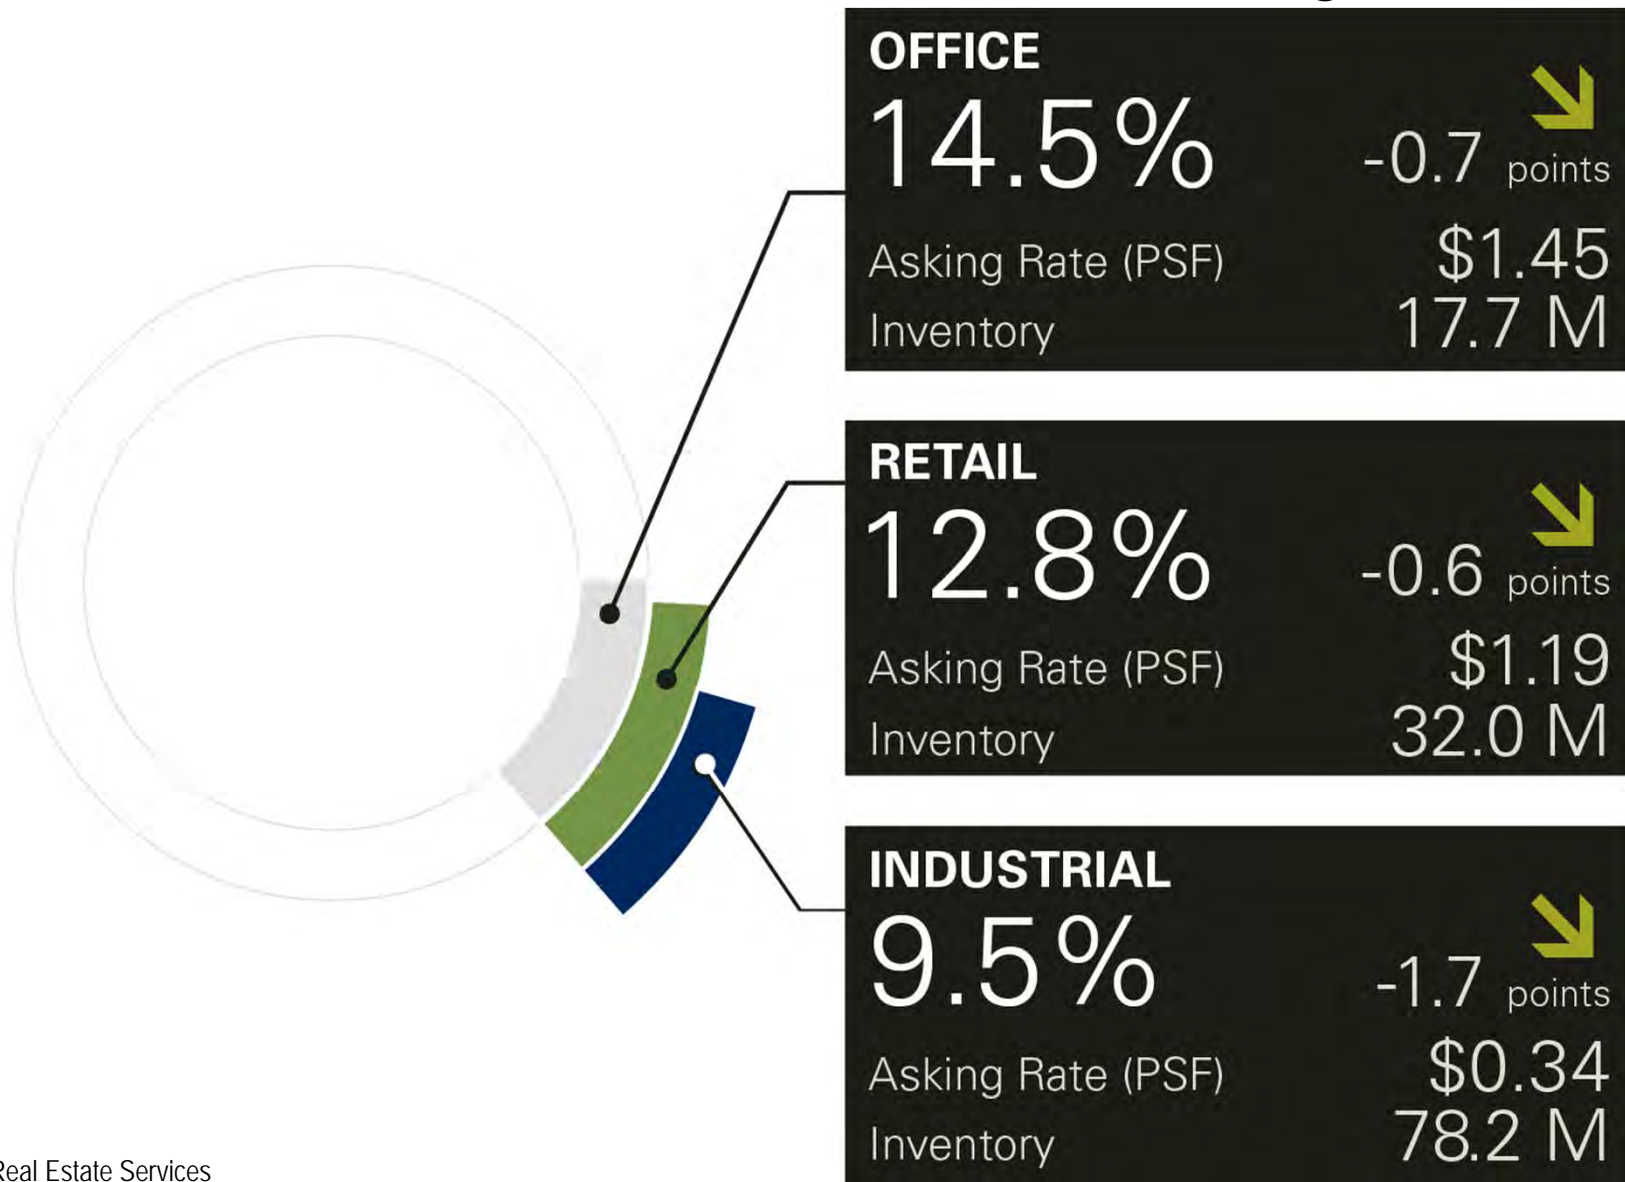 OFFICE
14.5% -0.7 points
Asking Rate (PSF) $1.45
Inventory 17.7 M
RETAIL
12.8% -0.6 points
Asking Rate (PSF) $1.19
Inventory 32.0 M
INDUSTRIAL
9.5% -1.7 points
Asking Rate (PSF) $0.34
Inventory 78.2 M
Real Estate Services